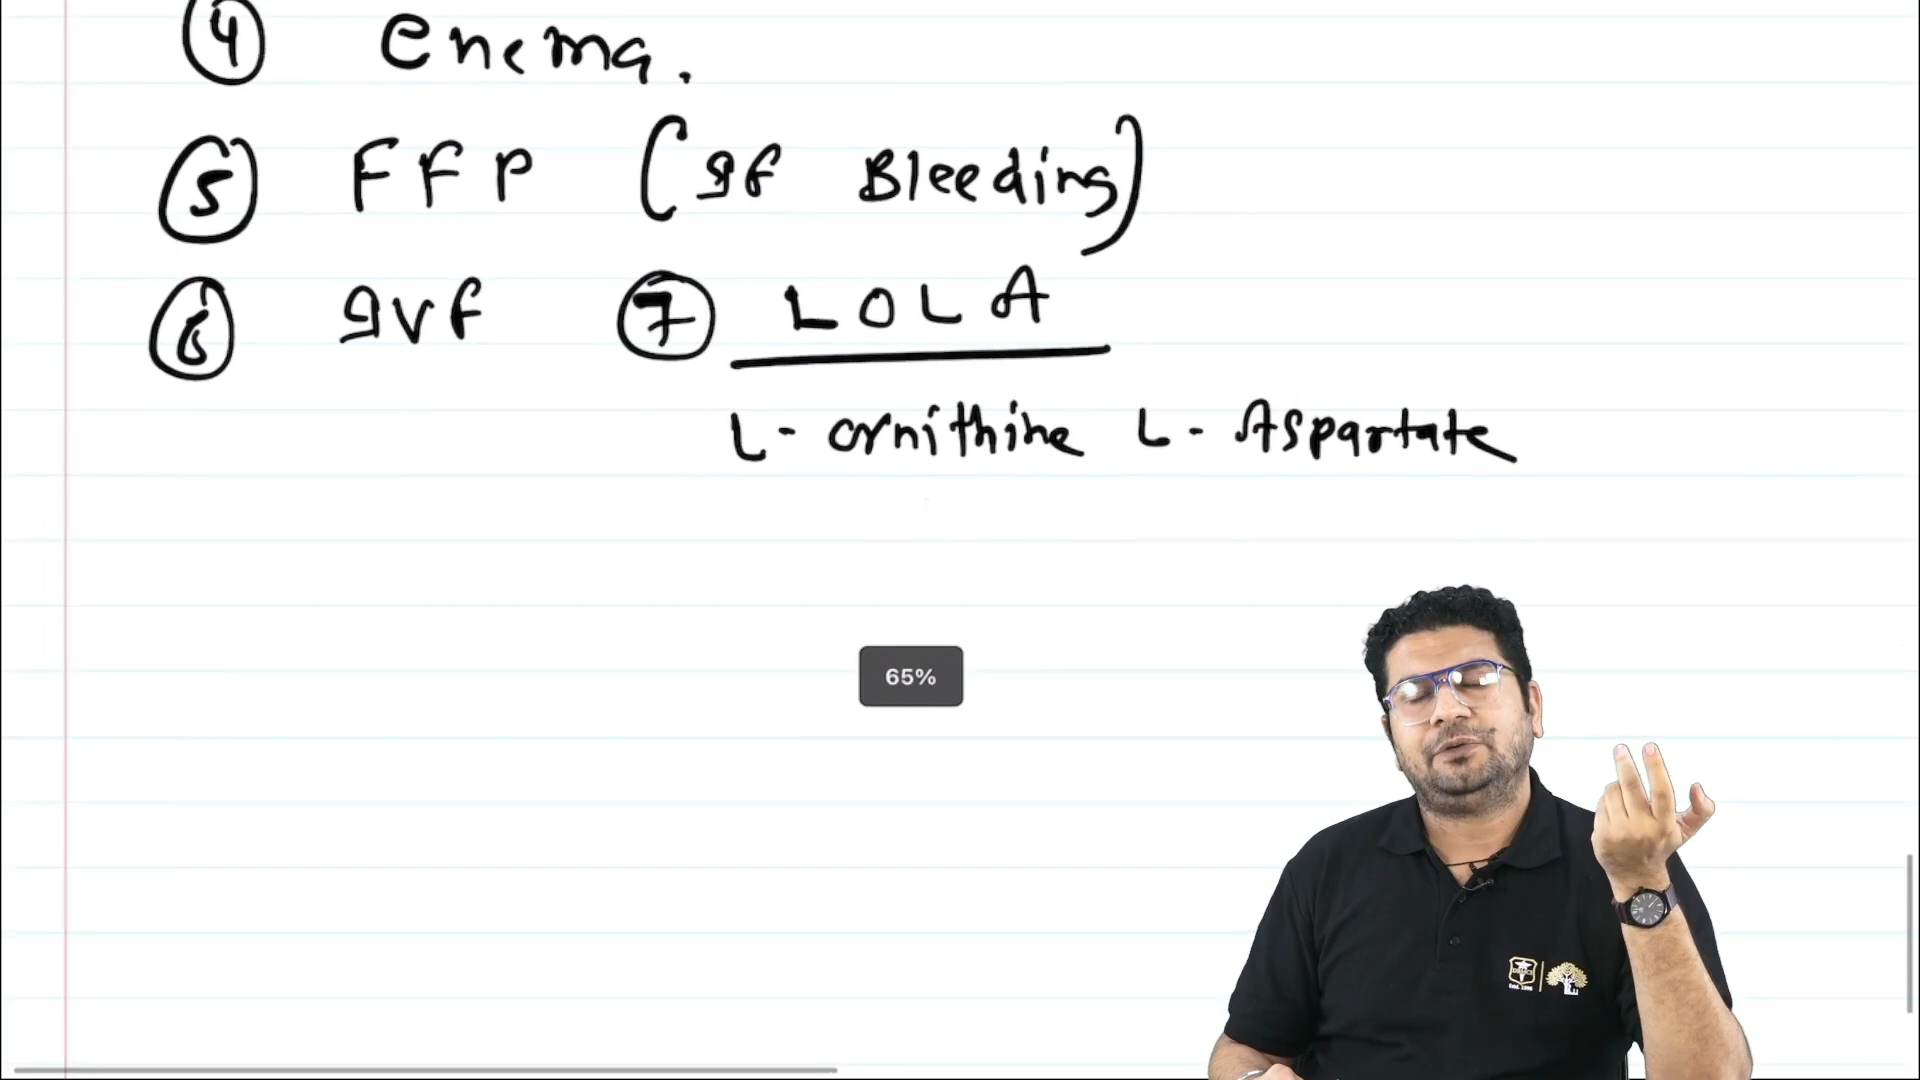 4 Enema.
5 FFP (If Bleeding)
6 IVF 7 LOLA
L- ornithine L- Aspartate
65%